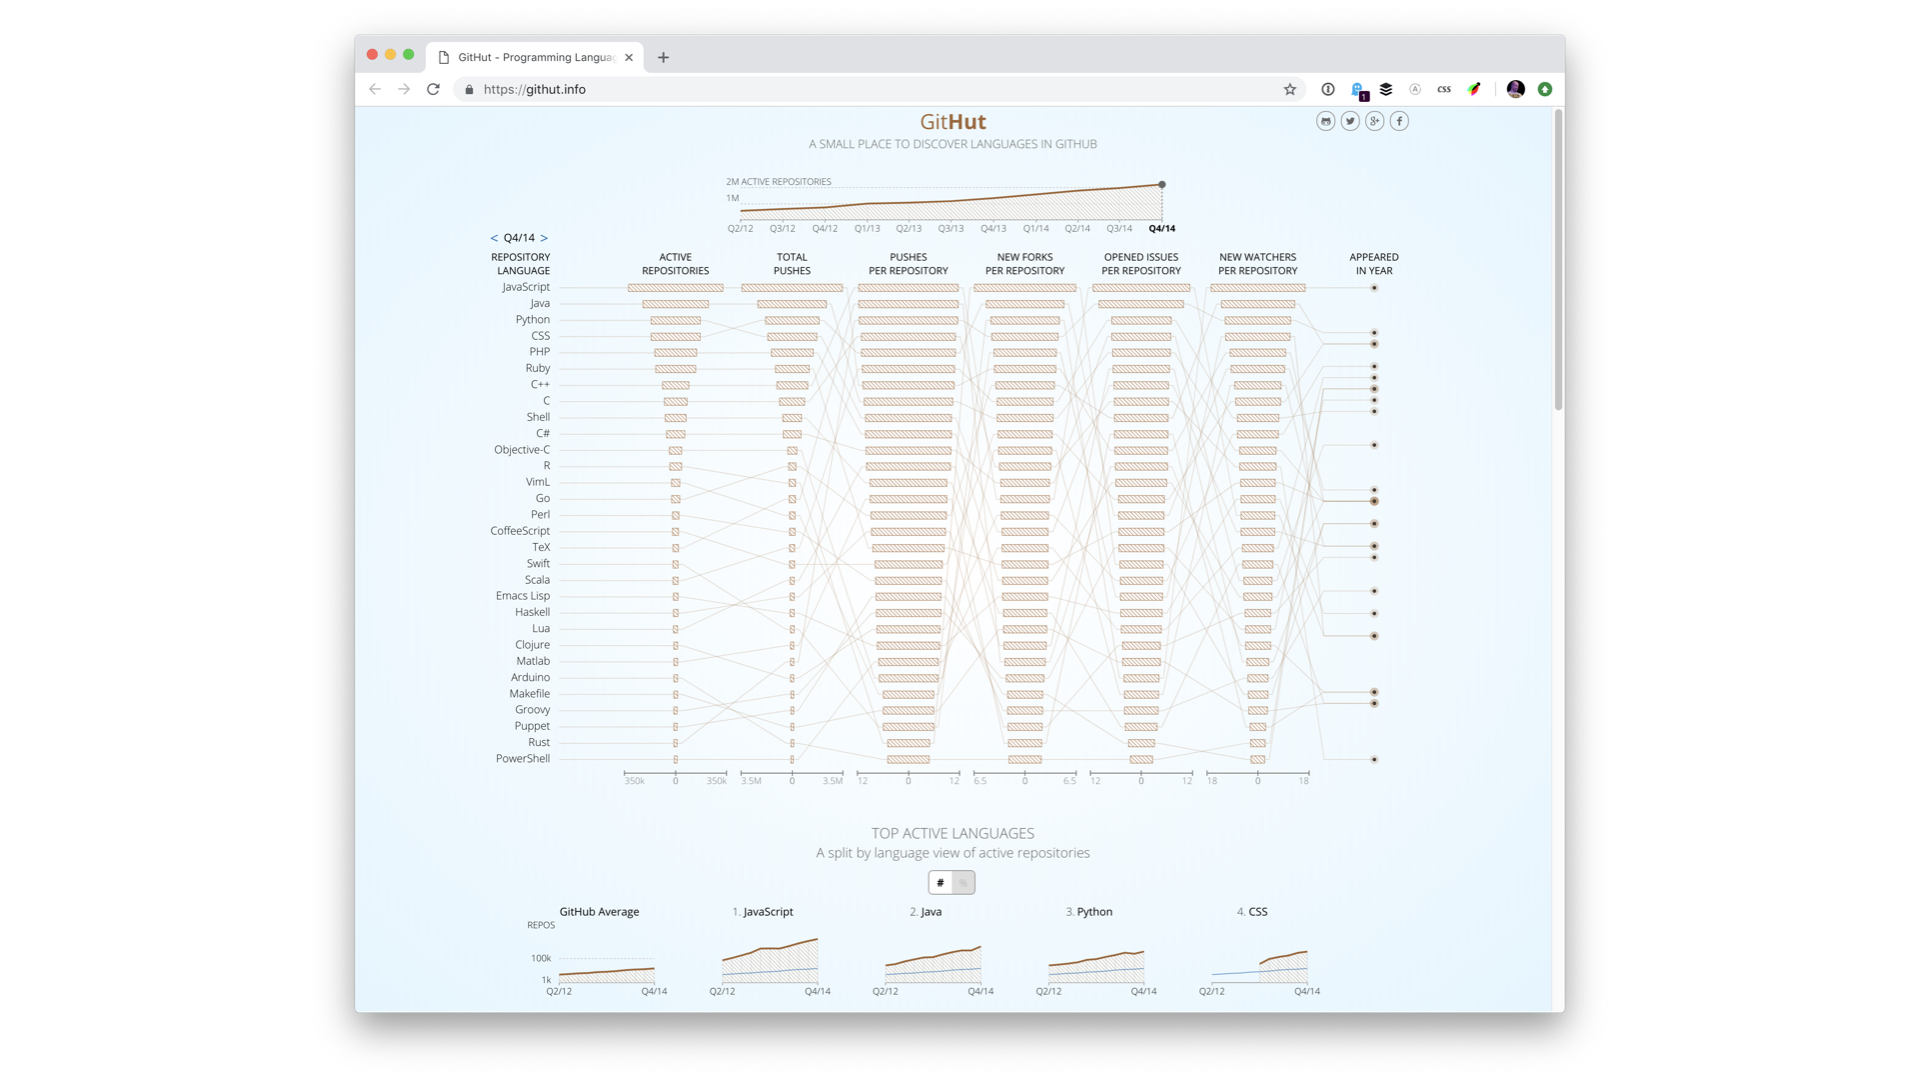 GitHut - Programming Langua
https://githut.info
1
A
CSS
GitHut
A SMALL PLACE TO DISCOVER LANGUAGES IN GITHUB
2M ACTIVE REPOSITORIES
1M
Q2/12 Q3/12 Q4/12 Q1/13 Q2/13 Q3/13 Q4/13 Q1/14 Q2/14 Q3/14 Q4/14
< Q4/14 >
REPOSITORY LANGUAGE
ACTIVE REPOSITORIES
TOTAL PUSHES
PUSHES PER REPOSITORY
NEW FORKS PER REPOSITORY
OPENED ISSUES PER REPOSITORY
NEW WATCHERS PER REPOSITORY
APPEARED IN YEAR
JavaScript
Java
Python
CSS
PHP
Ruby
C++
C
Shell
C#
Objective-C
R
VimL
Go
Perl
CoffeeScript
TeX
Swift
Scala
Emacs Lisp
Haskell
Lua
Clojure
Matlab
Arduino
Makefile
Groovy
Puppet
Rust
PowerShell
350k 0 350k 3.5M 0 3.5M 12 0 12 6.5 0 6.5 12 0 12 18 0 18
TOP ACTIVE LANGUAGES
A split by language view of active repositories
# %
GitHub Average 1. JavaScript 2. Java 3. Python 4. CSS
REPOS
100k
1k
Q2/12 Q4/14 Q2/12 Q4/14 Q2/12 Q4/14 Q2/12 Q4/14 Q2/12 Q4/14